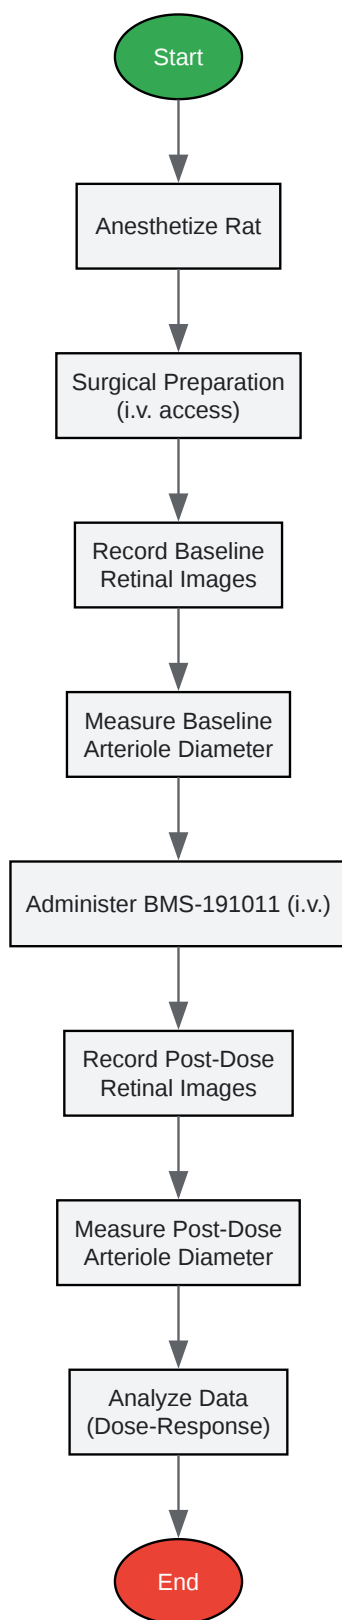 Start
Anesthetize Rat
Surgical Preparation
(i.v. access)
Record Baseline
Retinal Images
Measure Baseline
Arteriole Diameter
Administer BMS-191011 (i.v.)
Record Post-Dose
Retinal Images
Measure Post-Dose
Arteriole Diameter
Analyze Data
(Dose-Response)
End